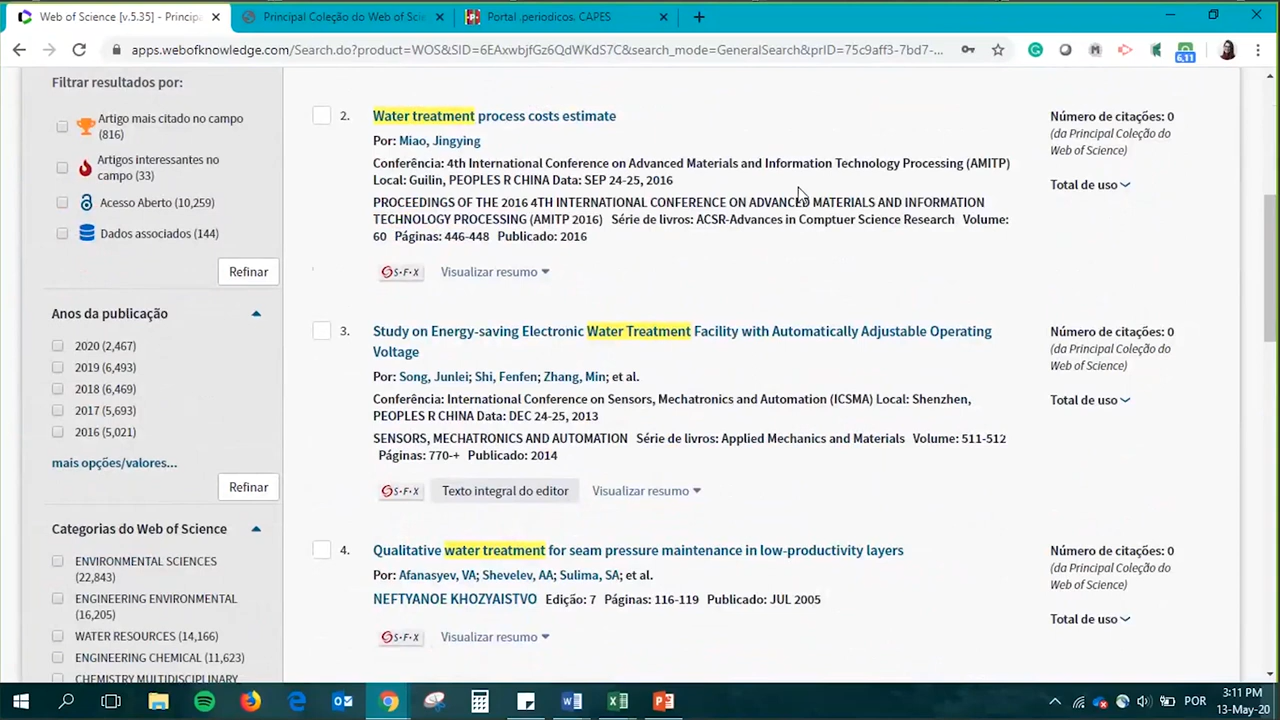 Web of Science [v.5.35] - Principa
Principal Coleção do Web of Scie
Portal .periodicos. CAPES
apps.webofknowledge.com/Search.do?product=WOS&SID=6EAxwbjfGz6QdWKdS7C&search_mode=GeneralSearch&prID=75c9aff3-7bd7-...
6,11
Filtrar resultados por:
Artigo mais citado no campo
(816)
Artigos interessantes no
campo (33)
Acesso Aberto (10,259)
Dados associados (144)
Refinar
Anos da publicação
2020 (2,467)
2019 (6,493)
2018 (6,469)
2017 (5,693)
2016 (5,021)
mais opções/valores...
Refinar
Categorias do Web of Science
ENVIRONMENTAL SCIENCES
(22,843)
ENGINEERING ENVIRONMENTAL
(16,205)
WATER RESOURCES (14,166)
ENGINEERING CHEMICAL (11,623)
CHEMISTRY MULTIDISCIPLINARY
2. Water treatment process costs estimate
Por: Miao, Jingying
Conferência: 4th International Conference on Advanced Materials and Information Technology Processing (AMITP)
Local: Guilin, PEOPLES R CHINA Data: SEP 24-25, 2016
PROCEEDINGS OF THE 2016 4TH INTERNATIONAL CONFERENCE ON ADVANCED MATERIALS AND INFORMATION
TECHNOLOGY PROCESSING (AMITP 2016) Série de livros: ACSR-Advances in Comptuer Science Research Volume:
60 Páginas: 446-448 Publicado: 2016
S·F·X Visualizar resumo
Número de citações: 0
(da Principal Coleção do
Web of Science)
Total de uso
3. Study on Energy-saving Electronic Water Treatment Facility with Automatically Adjustable Operating
Voltage
Por: Song, Junlei; Shi, Fenfen; Zhang, Min; et al.
Conferência: International Conference on Sensors, Mechatronics and Automation (ICSMA) Local: Shenzhen,
PEOPLES R CHINA Data: DEC 24-25, 2013
SENSORS, MECHATRONICS AND AUTOMATION Série de livros: Applied Mechanics and Materials Volume: 511-512
Páginas: 770-+ Publicado: 2014
S·F·X Texto integral do editor Visualizar resumo
Número de citações: 0
(da Principal Coleção do
Web of Science)
Total de uso
4. Qualitative water treatment for seam pressure maintenance in low-productivity layers
Por: Afanasyev, VA; Shevelev, AA; Sulima, SA; et al.
NEFTYANOE KHOZYAISTVO Edição: 7 Páginas: 116-119 Publicado: JUL 2005
S·F·X Visualizar resumo
Número de citações: 0
(da Principal Coleção do
Web of Science)
Total de uso
POR
3:11 PM
13-May-20